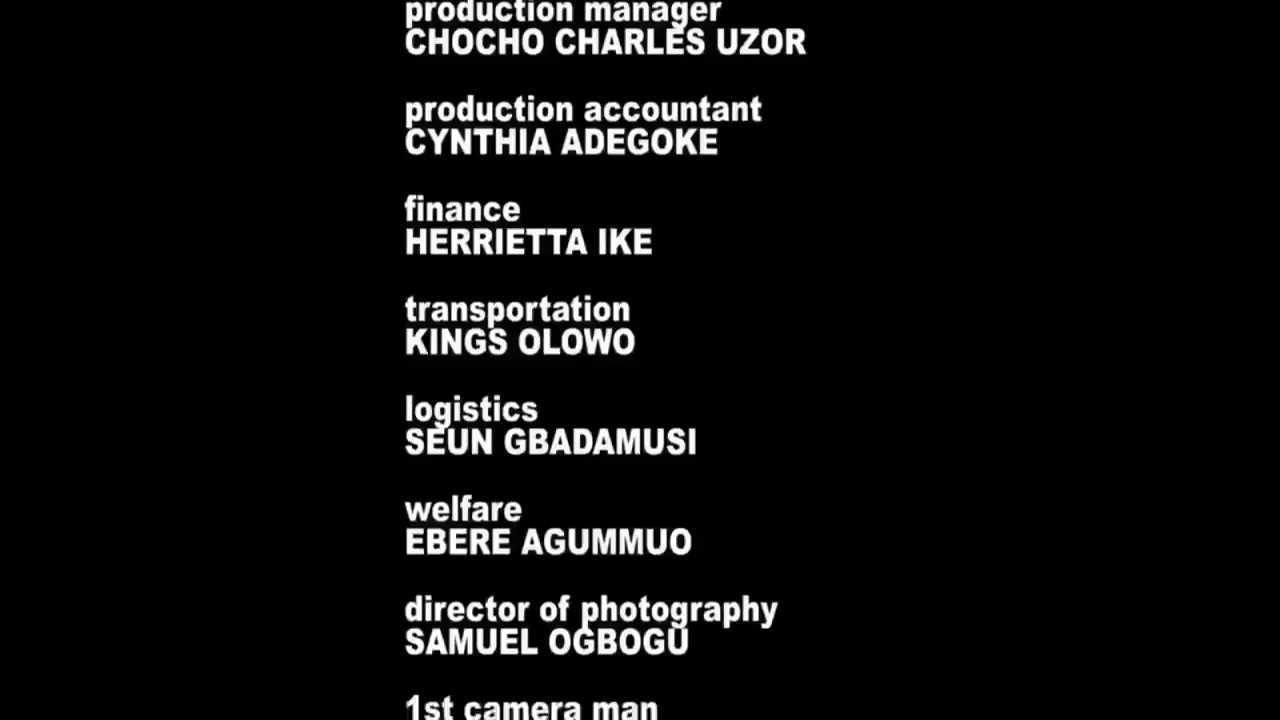 production manager
CHOCHO CHARLES UZOR
production accountant
CYNTHIA ADEGOKE
finance
HERRIETTA IKE
transportation
KINGS OLOWO
logistics
SEUN GBADAMUSI
welfare
EBERE AGUMMUO
director of photography
SAMUEL OGBOGU
1st camera man